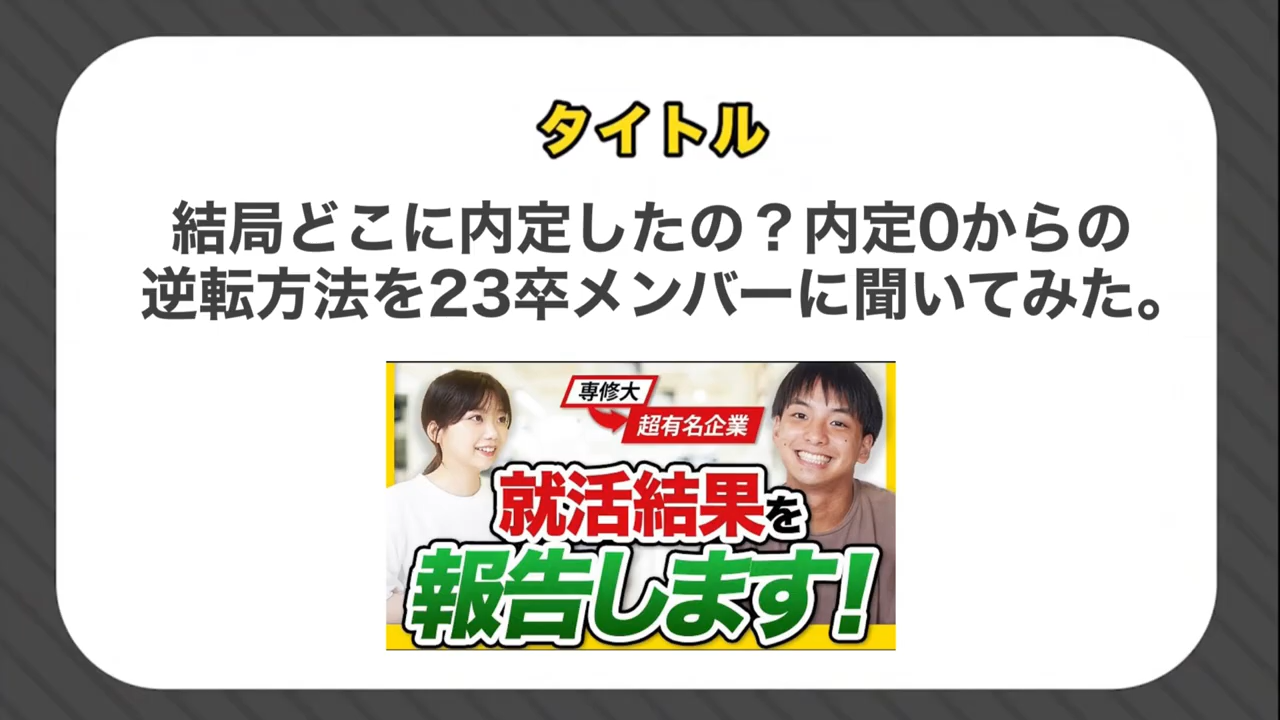 タイトル
結局どこに内定したの？内定0からの
逆転方法を23卒メンバーに聞いてみた。
専修大
超有名企業
就活結果を
報告します！